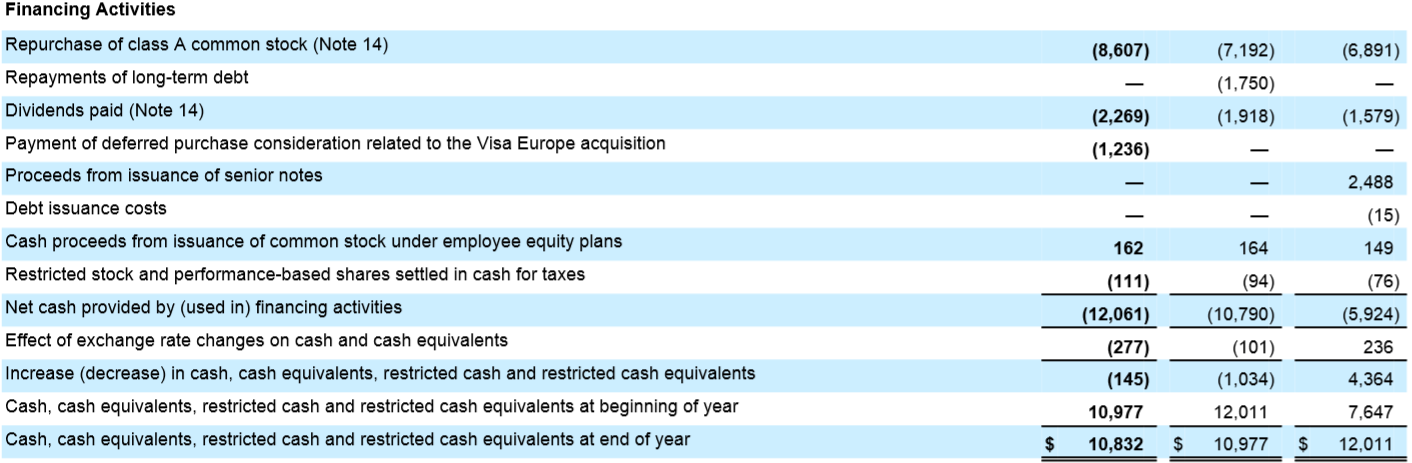 Financing Activities
Repurchase of class A common stock (Note 14) (8,607) (7,192) (6,891)
Repayments of long-term debt — (1,750) —
Dividends paid (Note 14) (2,269) (1,918) (1,579)
Payment of deferred purchase consideration related to the Visa Europe acquisition (1,236) — —
Proceeds from issuance of senior notes — — 2,488
Debt issuance costs — — (15)
Cash proceeds from issuance of common stock under employee equity plans 162 164 149
Restricted stock and performance-based shares settled in cash for taxes (111) (94) (76)
Net cash provided by (used in) financing activities (12,061) (10,790) (5,924)
Effect of exchange rate changes on cash and cash equivalents (277) (101) 236
Increase (decrease) in cash, cash equivalents, restricted cash and restricted cash equivalents (145) (1,034) 4,364
Cash, cash equivalents, restricted cash and restricted cash equivalents at beginning of year 10,977 12,011 7,647
Cash, cash equivalents, restricted cash and restricted cash equivalents at end of year $ 10,832 $ 10,977 $ 12,011